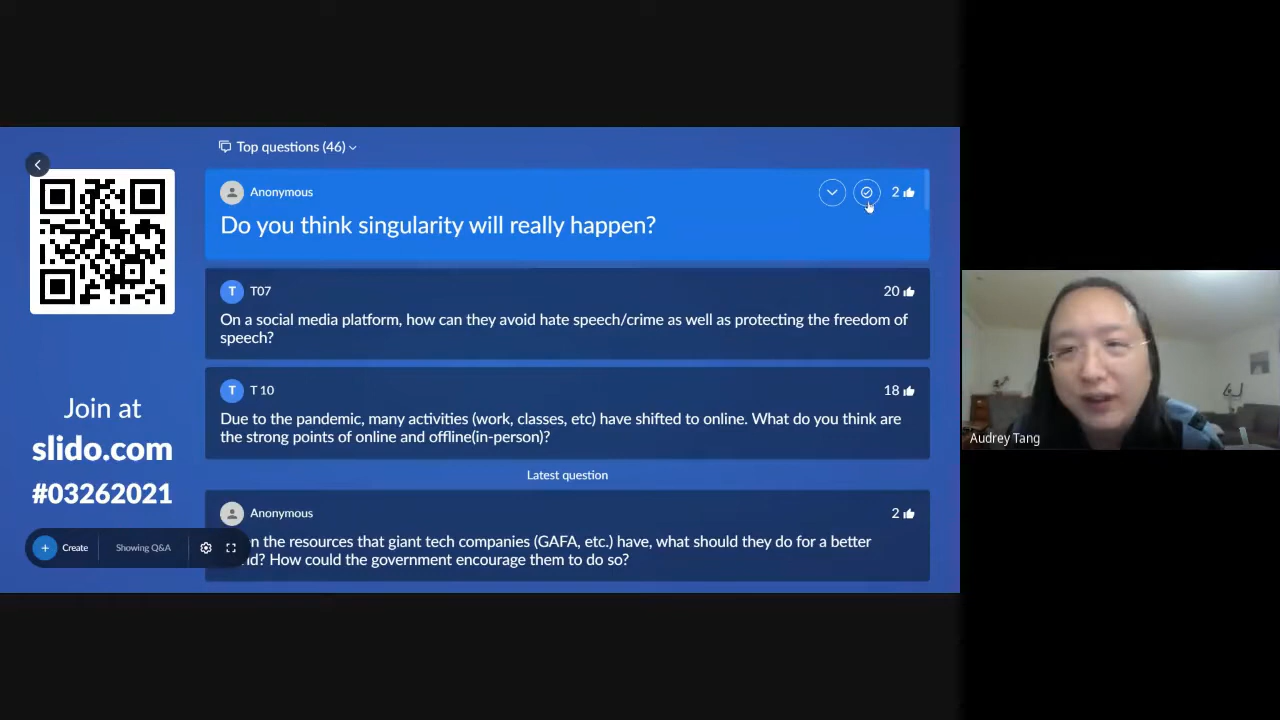 Top questions (46)
Anonymous
2
Do you think singularity will really happen?
T
T07
20
On a social media platform, how can they avoid hate speech/crime as well as protecting the freedom of
speech?
T
T 10
18
Due to the pandemic, many activities (work, classes, etc) have shifted to online. What do you think are
the strong points of online and offline(in-person)?
Latest question
Anonymous
2
the resources that giant tech companies (GAFA, etc.) have, what should they do for a better
How could the government encourage them to do so?
Join at
slido.com
#03262021
Create
Showing Q&A
Audrey Tang